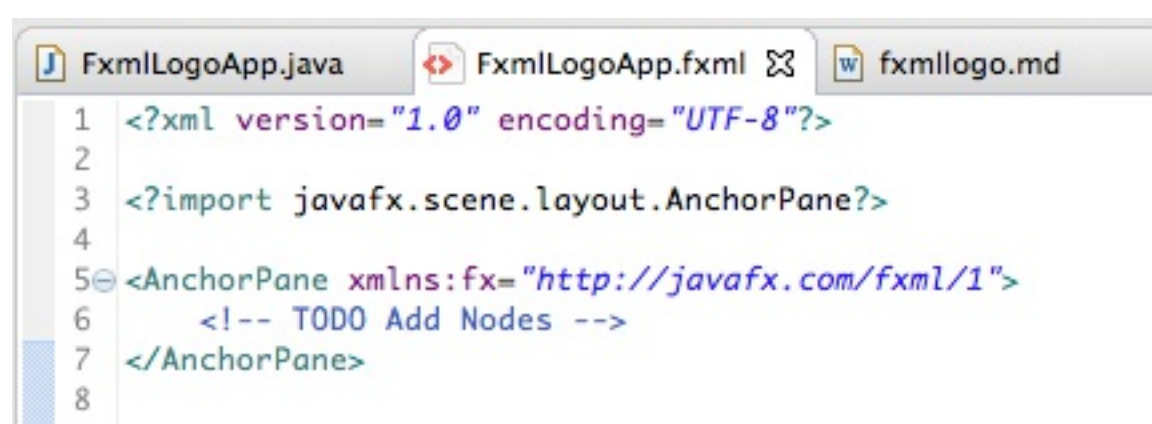 FxmlLogoApp.java FxmlLogoApp.fxml fxmllogo.md
1 <?xml version="1.0" encoding="UTF-8"?>
2
3 <?import javafx.scene.layout.AnchorPane?>
4
5 <AnchorPane xmlns:fx="http://javafx.com/fxml/1">
6 <!-- TODO Add Nodes -->
7 </AnchorPane>
8